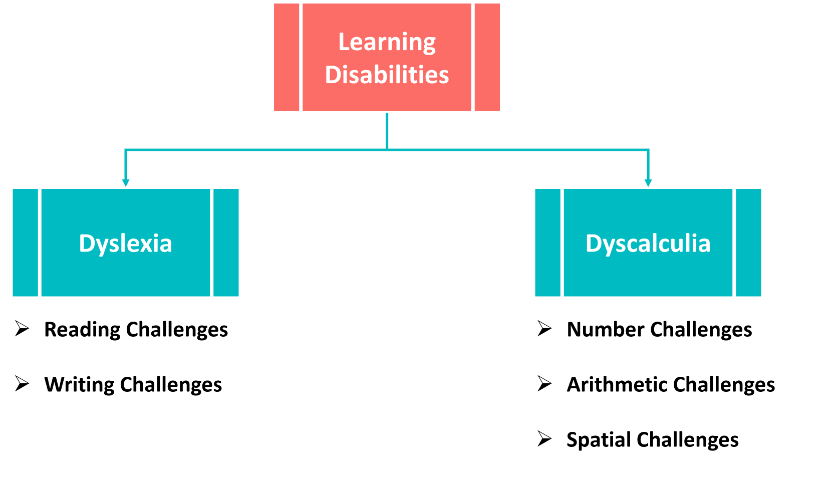 Learning
Disabilities
Dyslexia
Dyscalculia
Reading Challenges
Writing Challenges
Number Challenges
Arithmetic Challenges
Spatial Challenges